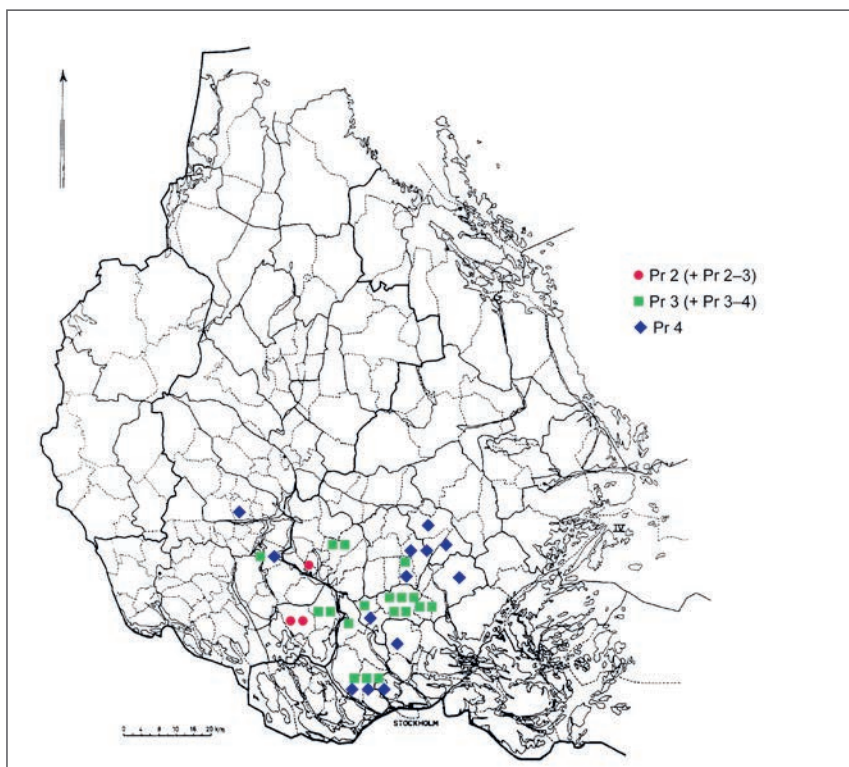 Pr 2 (+ Pr 2–3)
Pr 3 (+ Pr 3–4)
Pr 4
IV
0 4 8 12 16 20 km
STOCKHOLM